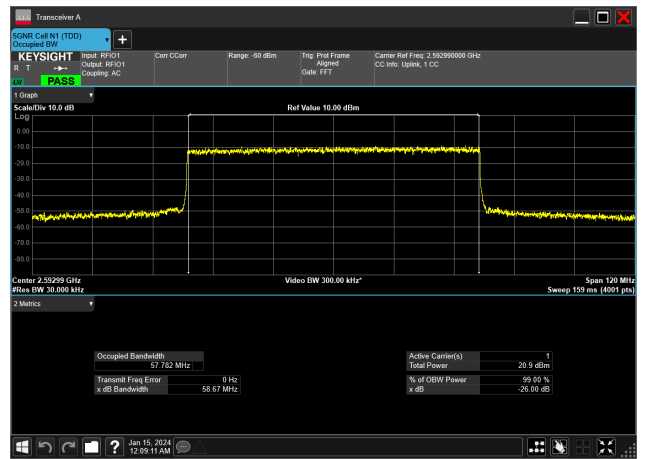 Transceiver A
5GNR Cell N1 (TDD)
Occupied BW
KEYSIGHT
R T
PASS
Input: RFIO1
Output: RFIO1
Coupling: AC
Corr CCorr
Range: -60 dBm
Trig: Prot Frame
Aligned
Gate: FFT
Carrier Ref Freq: 2.592990000 GHz
CC Info: Uplink, 1 CC
1 Graph
Scale/Div 10.0 dB
Ref Value 10.00 dBm
Log
0.00
-10.0
-20.0
-30.0
-40.0
-50.0
-60.0
-70.0
-80.0
Center 2.59299 GHz
Video BW 300.00 kHz*
Span 120 MHz
#Res BW 30.000 kHz
Sweep 159 ms (4001 pts)
2 Metrics
Occupied Bandwidth
57.782 MHz
Transmit Freq Error 0 Hz
x dB Bandwidth 58.67 MHz
Active Carrier(s) 1
Total Power 20.9 dBm
% of OBW Power 99.00 %
x dB -26.00 dB
Jan 15, 2024
12:09:11 AM